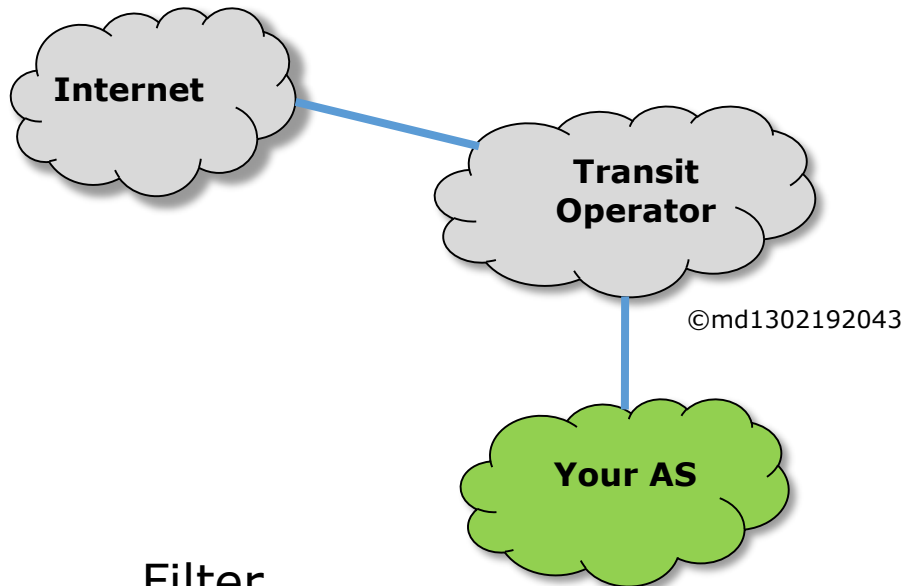 Internet
Transit
Operator
©md1302192043
Your AS
Filter